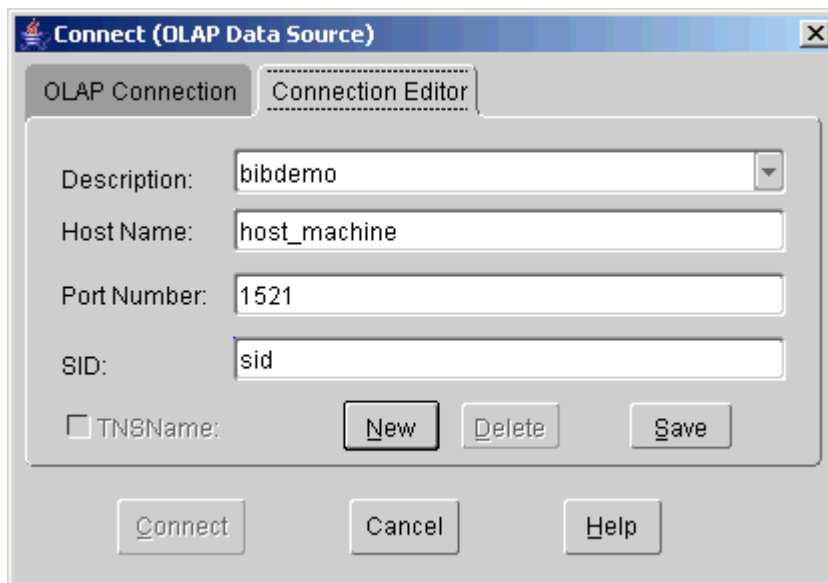 Connect (OLAP Data Source)
OLAP Connection Connection Editor
Description: bibdemo
Host Name: host_machine
Port Number: 1521
SID: sid
TNSName: New Delete Save
Connect Cancel Help